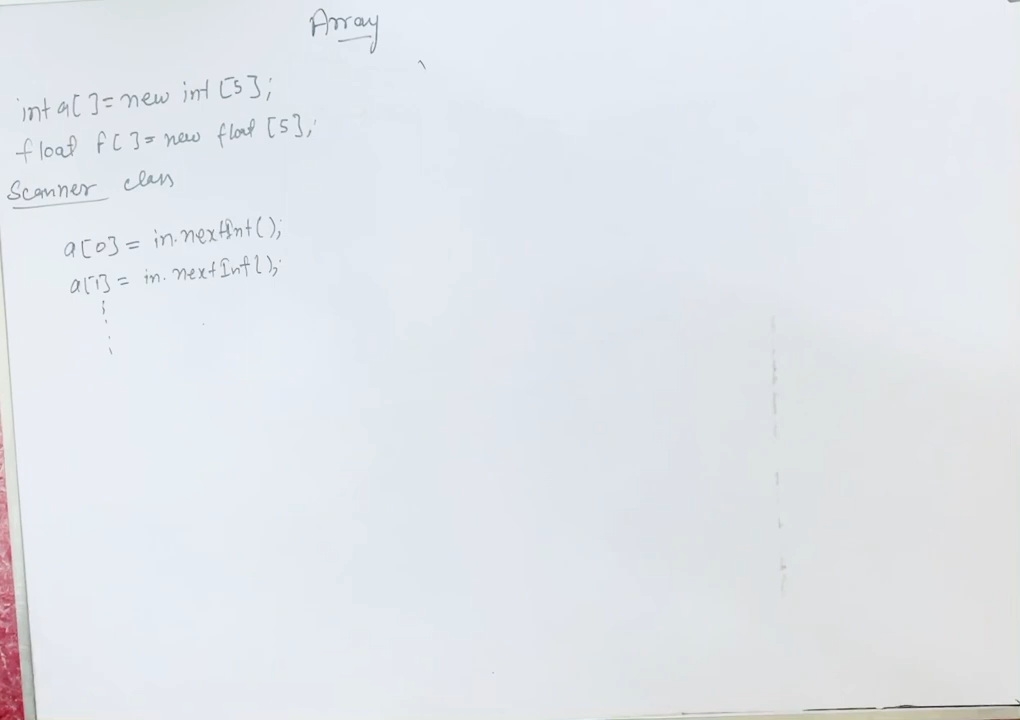 Array
int a[]=new int [5];
float f[]=new float [5];
Scanner class
a[0] = in.nextInt();
a[1] = in.nextInt();